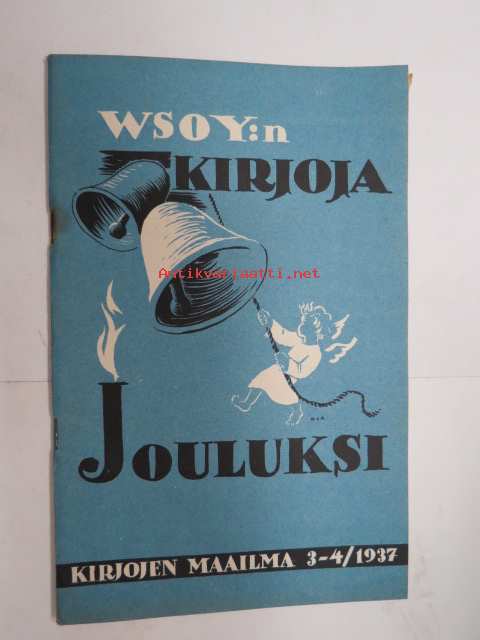 WSOY:n
KIRJOJA
Antikvariaatti.net
JOULUKSI
KIRJOJEN MAAILMA 3-4/1937